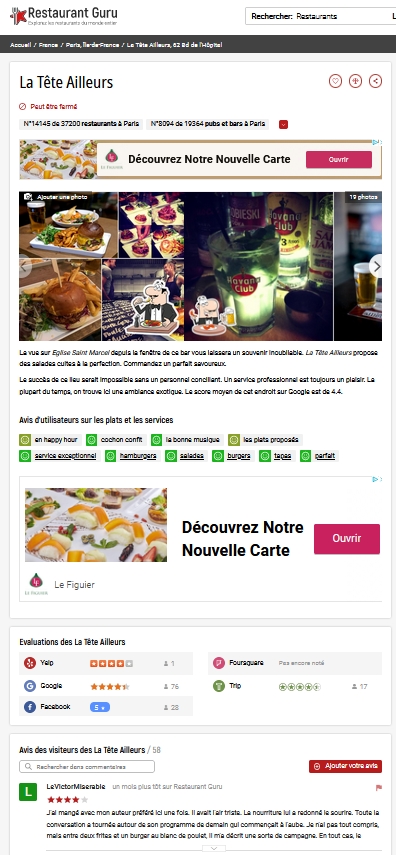 Restaurant Guru
Explorez les restaurants du monde entier
Rechercher: Restaurants
Accueil / France / Paris, Île-de-France / La Tête Ailleurs, 62 Bd de l'Hôpital
La Tête Ailleurs
Peut être fermé
N°14145 de 37200 restaurants à Paris
N°8094 de 19364 pubs et bars à Paris
Découvrez Notre Nouvelle Carte
Ouvrir
Ajouter une photo
19 photos
Havana Club
La vue sur Eglise Saint Marcel depuis la fenêtre de ce bar vous laissera un souvenir inoubliable. La Tête Ailleurs propose
des salades cuites à la perfection. Commandez un parfait savoureux.
Le succès de ce lieu serait impossible sans un personnel conciliant. Un service professionnel est toujours un plaisir. La
plupart du temps, on trouve ici une ambiance exotique. Le score moyen de cet endroit sur Google est de 4.4.
Avis d'utilisateurs sur les plats et les services
en happy hour cochon confit la bonne musique les plats proposés
service exceptionnel hamburgers salades burgers tapas parfait
Découvrez Notre
Nouvelle Carte
Ouvrir
Le Figuier
Evaluations des La Tête Ailleurs
Yelp 1
Foursquare Pas encore noté
Google 76
Trip 17
Facebook 5 23
Avis des visiteurs des La Tête Ailleurs / 58
Rechercher dans commentaires
Ajouter votre avis
L
LeVictorMiserable un mois plus tôt sur Restaurant Guru
J'ai mangé avec mon auteur préféré ici une fois. Il avait l'air triste. La nourriture lui a redonné le sourire. Toute la
conversation a tournée autour de son programme de demain qui commençait à l'aube. Je n'ai pas tout compris,
mais entre deux frites et un burger au blanc de poulet, il m'a décrit une sorte de campagne. En tout cas, le